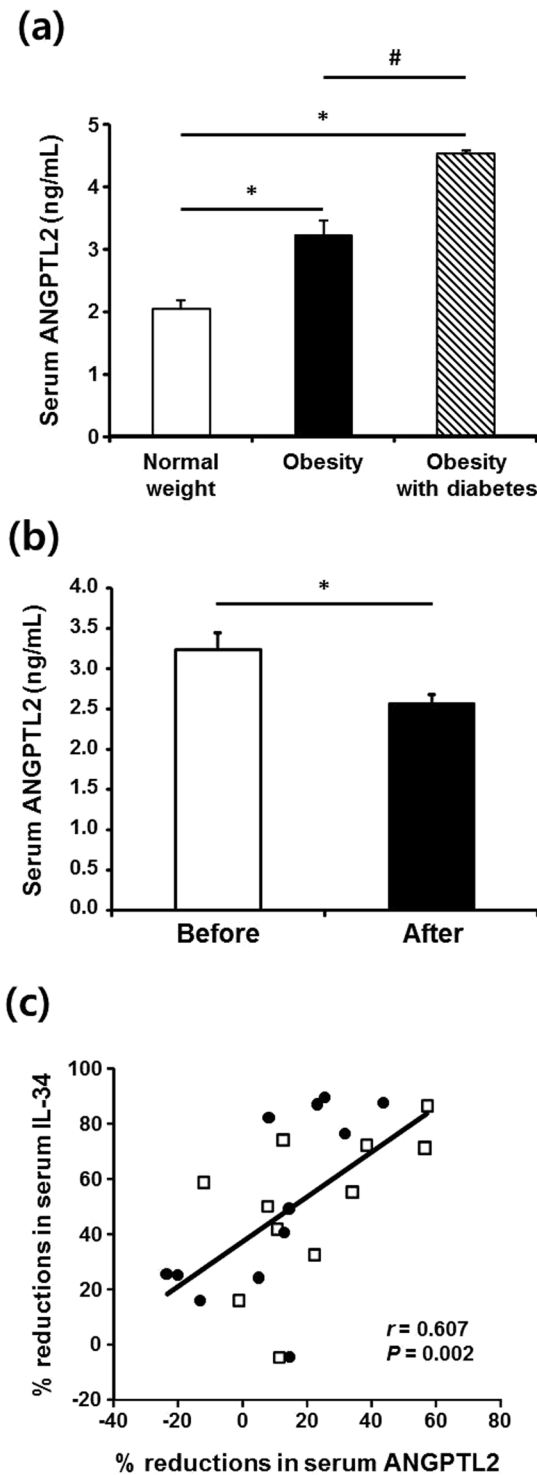 (a)
#
*
*
Serum ANGPTL2 (ng/mL)
5
4
3
2
1
0
Normal weight
Obesity
Obesity with diabetes
(b)
*
Serum ANGPTL2 (ng/mL)
4.0
3.5
3.0
2.5
2.0
1.5
1.0
0.5
0.0
Before
After
(c)
% reductions in serum IL-34
100
80
60
40
20
0
-20
r = 0.607
P = 0.002
-40 -20 0 20 40 60 80
% reductions in serum ANGPTL2